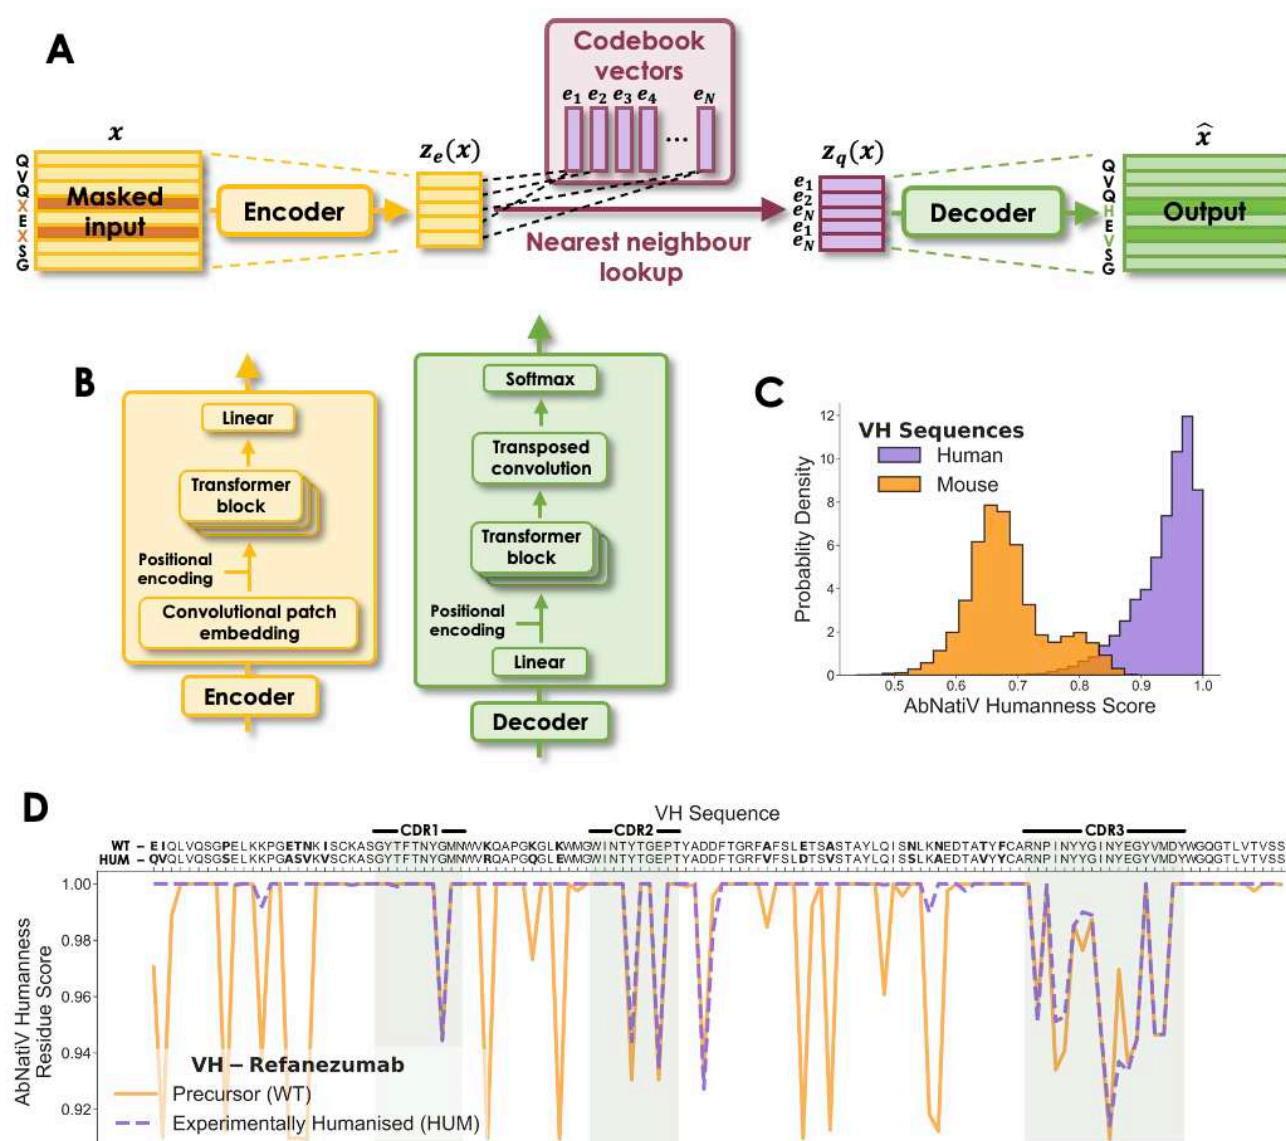 A
Codebook
vectors
e1 e2 e3 e4 ... eN
x
ze(x)
zq(x)
x̂
Q
V
Q
X
E
X
S
G
Masked
input
Encoder
Nearest neighbour
lookup
e1
e2
eN
e1
eN
Decoder
Q
V
Q
H
E
V
S
G
Output
B
Linear
Transformer
block
Positional
encoding
Convolutional patch
embedding
Encoder
Softmax
Transposed
convolution
Transformer
block
Positional
encoding
Linear
Decoder
C
VH Sequences
Human
Mouse
Probablity Density
12
10
8
6
4
2
0
0.5 0.6 0.7 0.8 0.9 1.0
AbNatiV Humanness Score
D
VH Sequence
CDR1 CDR2 CDR3
WT – EIQLVQSGPELKKPGETNKISCKASGYTFTNYGMNWVKQAPGKGLKWMGWINTYTGEPTYADDFTGRFAFSLETSASTAYLQISNLKNEDTATYFCARNPINYYGINYEGYVMDYWGQGTLVTVSS
HUM – QVQLVQSGSELKKPGASVKVSCKASGYTFTNYGMNWVRQAPGQGLEWMGWINTYTGEPTYADDFTGRFVFSLDTSVSTAYLQISSLKAEDTAVYYCARNPINYYGINYEGYVMDYWGQGTLVTVSS
AbNatiV Humanness
Residue Score
1.00
0.98
0.96
0.94
0.92
VH – Refanezumab
Precursor (WT)
Experimentally Humanised (HUM)